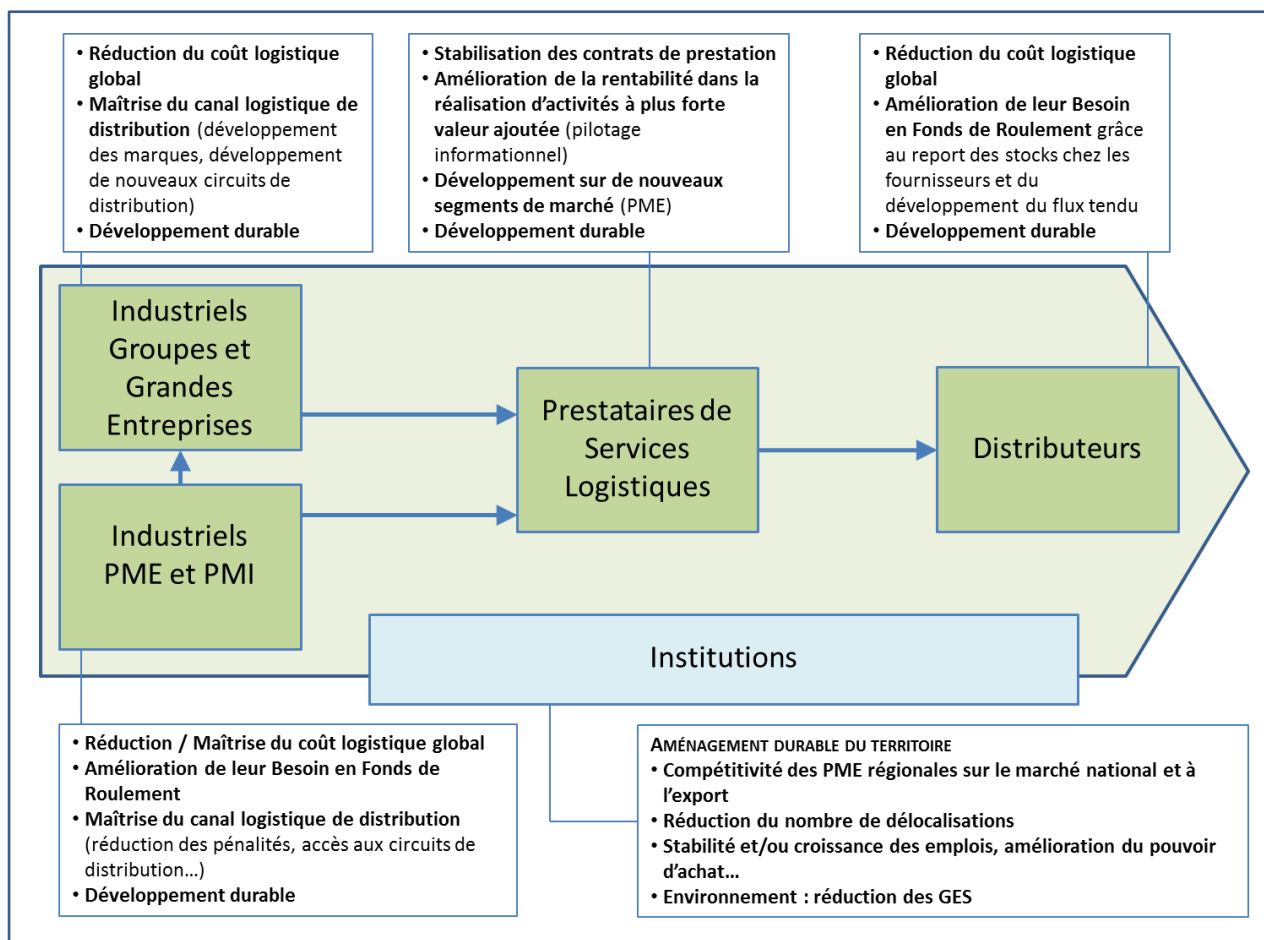 • Réduction du coût logistique
global
• Maîtrise du canal logistique de
distribution (développement
des marques, développement
de nouveaux circuits de
distribution)
• Développement durable
• Stabilisation des contrats de prestation
• Amélioration de la rentabilité dans la
réalisation d’activités à plus forte
valeur ajoutée (pilotage
informationnel)
• Développement sur de nouveaux
segments de marché (PME)
• Développement durable
• Réduction du coût logistique
global
• Amélioration de leur Besoin
en Fonds de Roulement grâce
au report des stocks chez les
fournisseurs et du
développement du flux tendu
• Développement durable
Industriels
Groupes et
Grandes
Entreprises
Industriels
PME et PMI
Prestataires de
Services
Logistiques
Distributeurs
Institutions
• Réduction / Maîtrise du coût logistique global
• Amélioration de leur Besoin en Fonds de
Roulement
• Maîtrise du canal logistique de distribution
(réduction des pénalités, accès aux circuits de
distribution…)
• Développement durable
AMÉNAGEMENT DURABLE DU TERRITOIRE
• Compétitivité des PME régionales sur le marché national et à
l’export
• Réduction du nombre de délocalisations
• Stabilité et/ou croissance des emplois, amélioration du pouvoir
d’achat…
• Environnement : réduction des GES